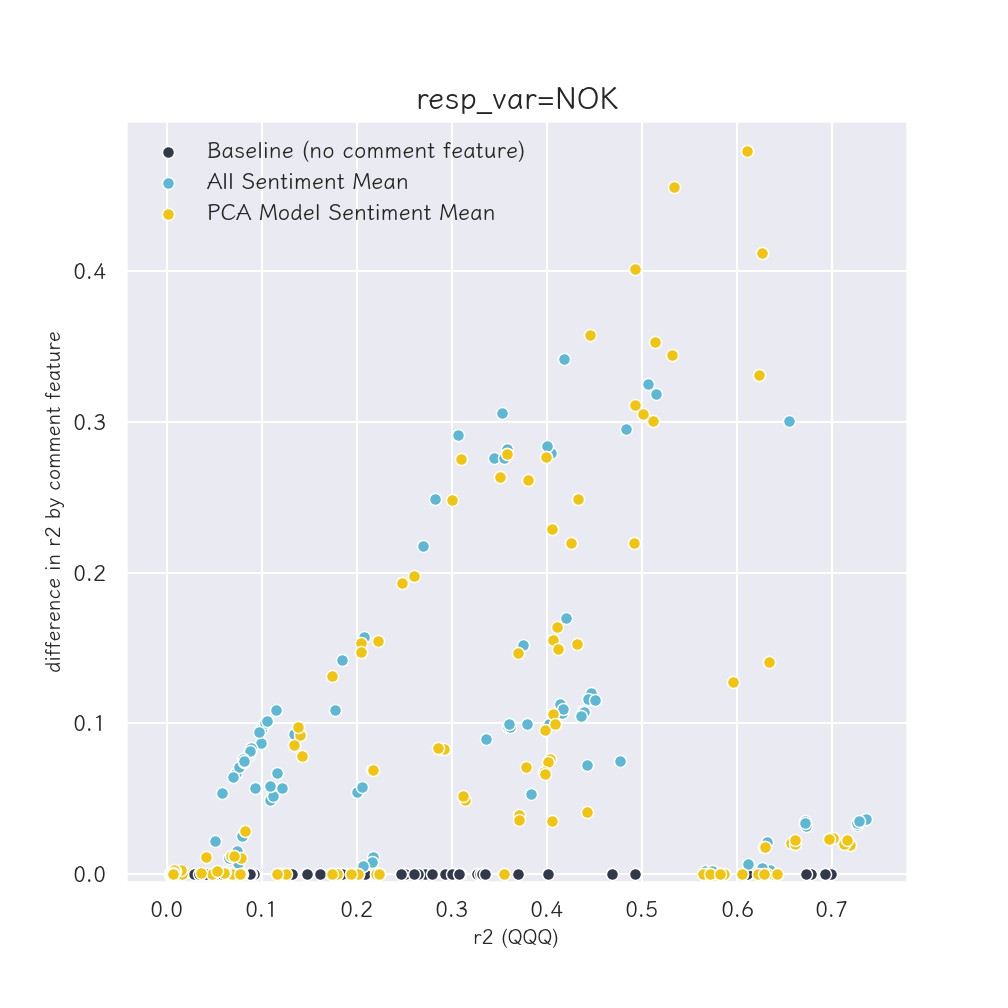 resp_var=NOK
Baseline (no comment feature)
All Sentiment Mean
PCA Model Sentiment Mean
difference in r2 by comment feature
0.4
0.3
0.2
0.1
0.0
0.0 0.1 0.2 0.3 0.4 0.5 0.6 0.7
r2 (QQQ)